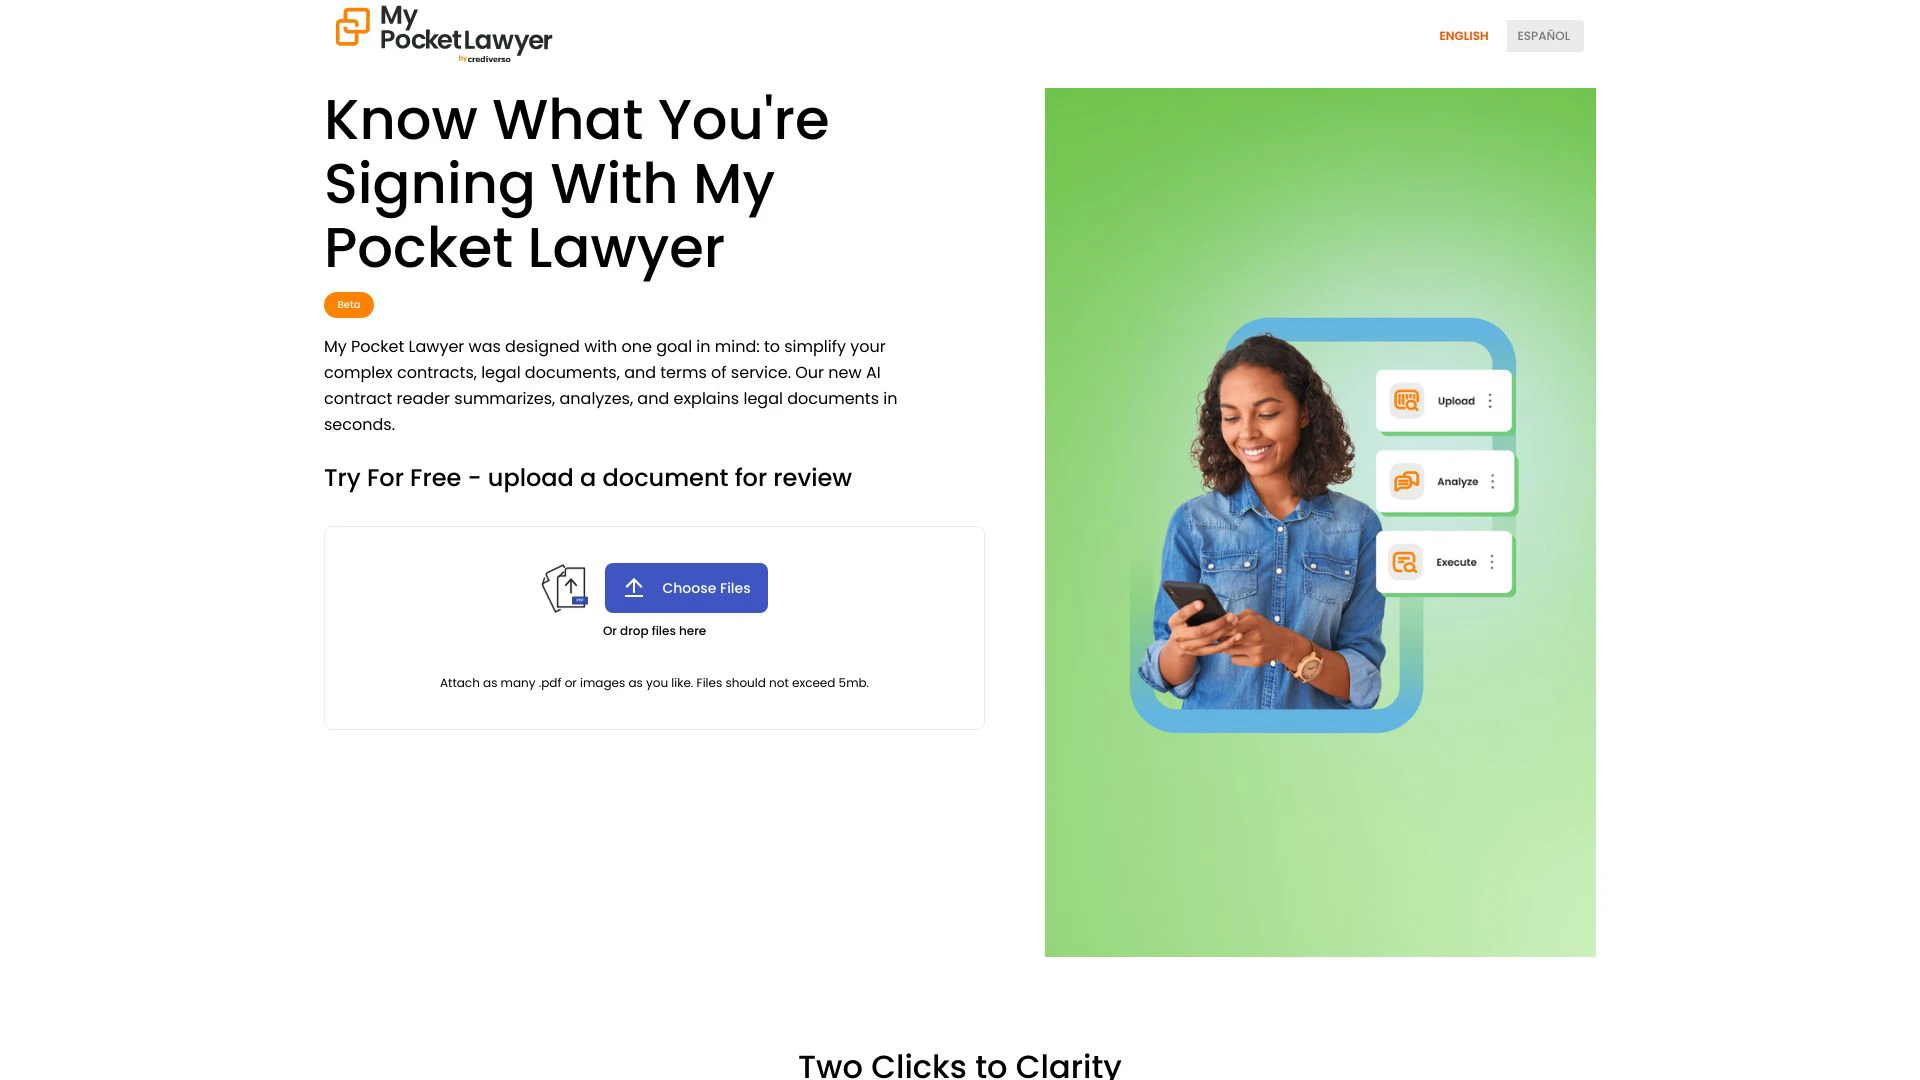 My
PocketLawyer
by crediverso
ENGLISH
ESPAÑOL
Know What You're
Signing With My
Pocket Lawyer
Beta
My Pocket Lawyer was designed with one goal in mind: to simplify your
complex contracts, legal documents, and terms of service. Our new AI
contract reader summarizes, analyzes, and explains legal documents in
seconds.
Try For Free - upload a document for review
PDF
Choose Files
Or drop files here
Attach as many .pdf or images as you like. Files should not exceed 5mb.
Upload
Analyze
Execute
Two Clicks to Clarity